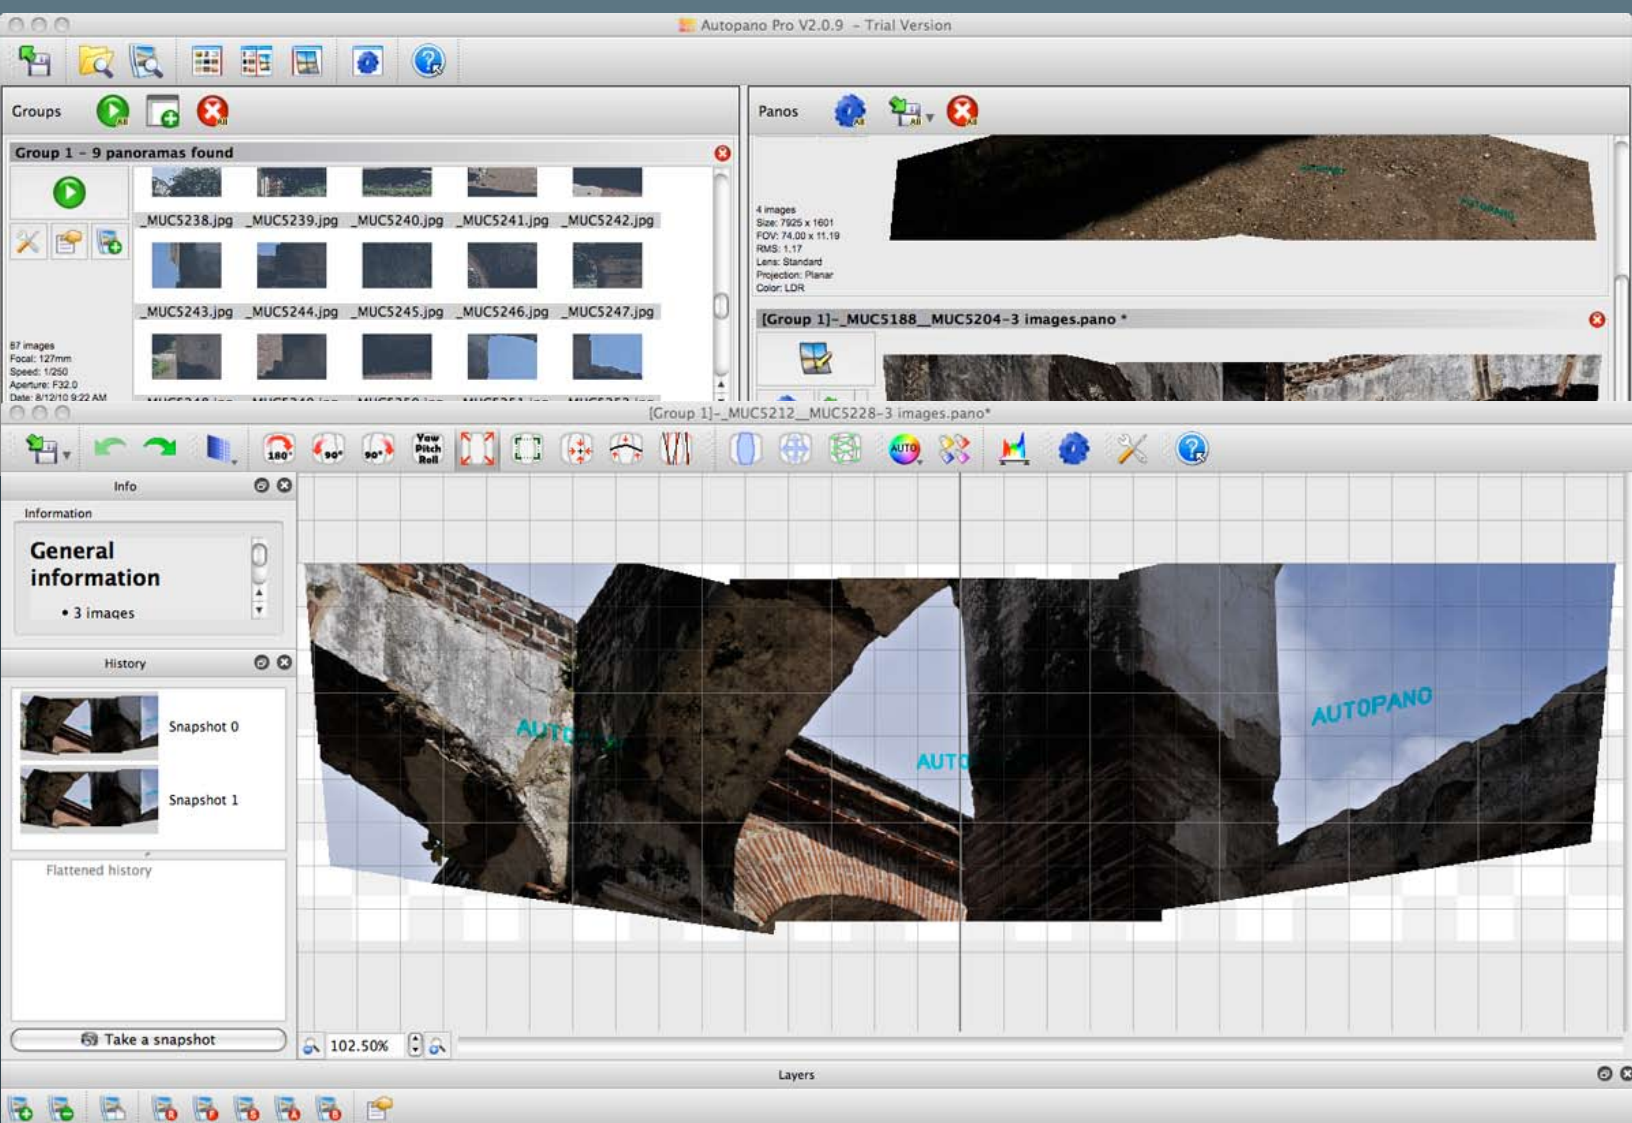 Autopano Pro V2.0.9 - Trial Version
Groups
Panos
Group 1 - 9 panoramas found
_MUC5238.jpg _MUC5239.jpg _MUC5240.jpg _MUC5241.jpg _MUC5242.jpg
_MUC5243.jpg _MUC5244.jpg _MUC5245.jpg _MUC5246.jpg _MUC5247.jpg
87 images
Focal: 127mm
Speed: 1/250
Aperture: F32.0
Date: 8/12/10 9:22 AM
4 images
Size: 7925 x 1601
FOV: 74.00 x 11.19
RMS: 1.17
Lens: Standard
Projection: Planar
Color: LDR
[Group 1]-_MUC5188__MUC5204-3 images.pano *
[Group 1]-_MUC5212__MUC5228-3 images.pano*
180°
90°
90°
Yaw
Pitch
Roll
AUTO
Info
Information
General
information
• 3 images
History
Snapshot 0
Snapshot 1
Flattened history
Take a snapshot
AUTOPANO
AUTO
AUTOPANO
102.50%
Layers